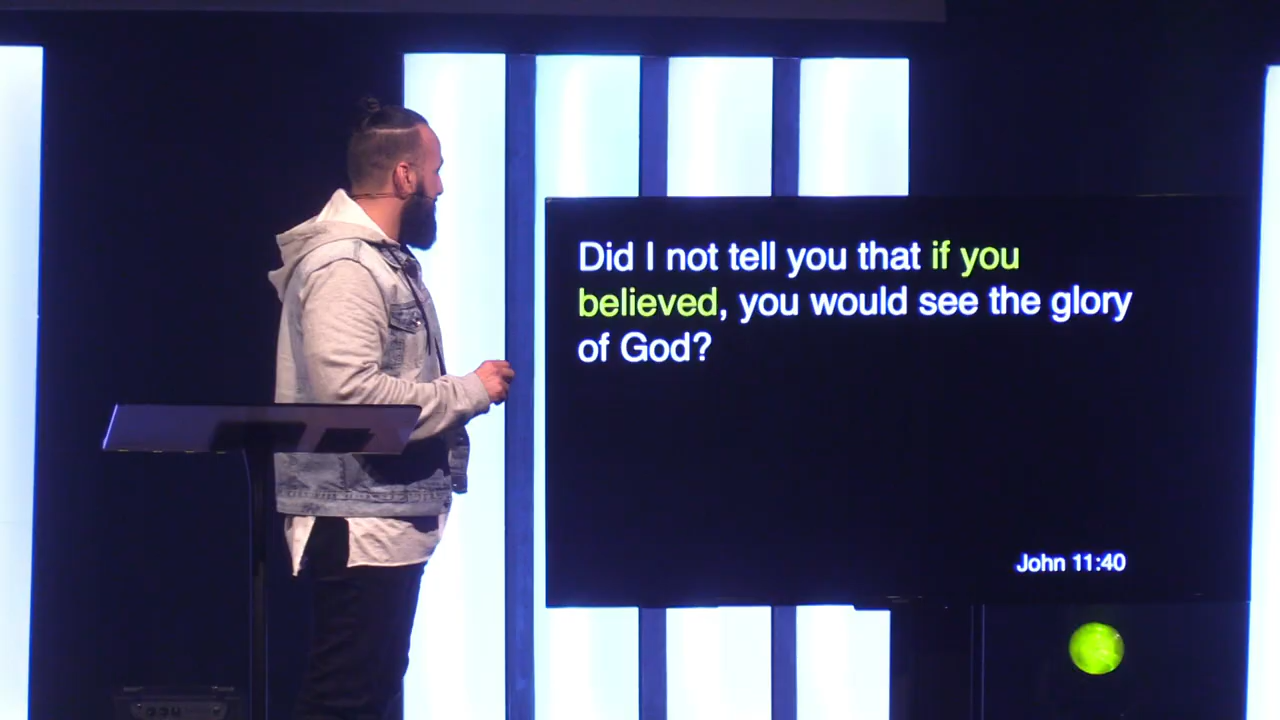 Did I not tell you that if you
believed, you would see the glory
of God?
John 11:40